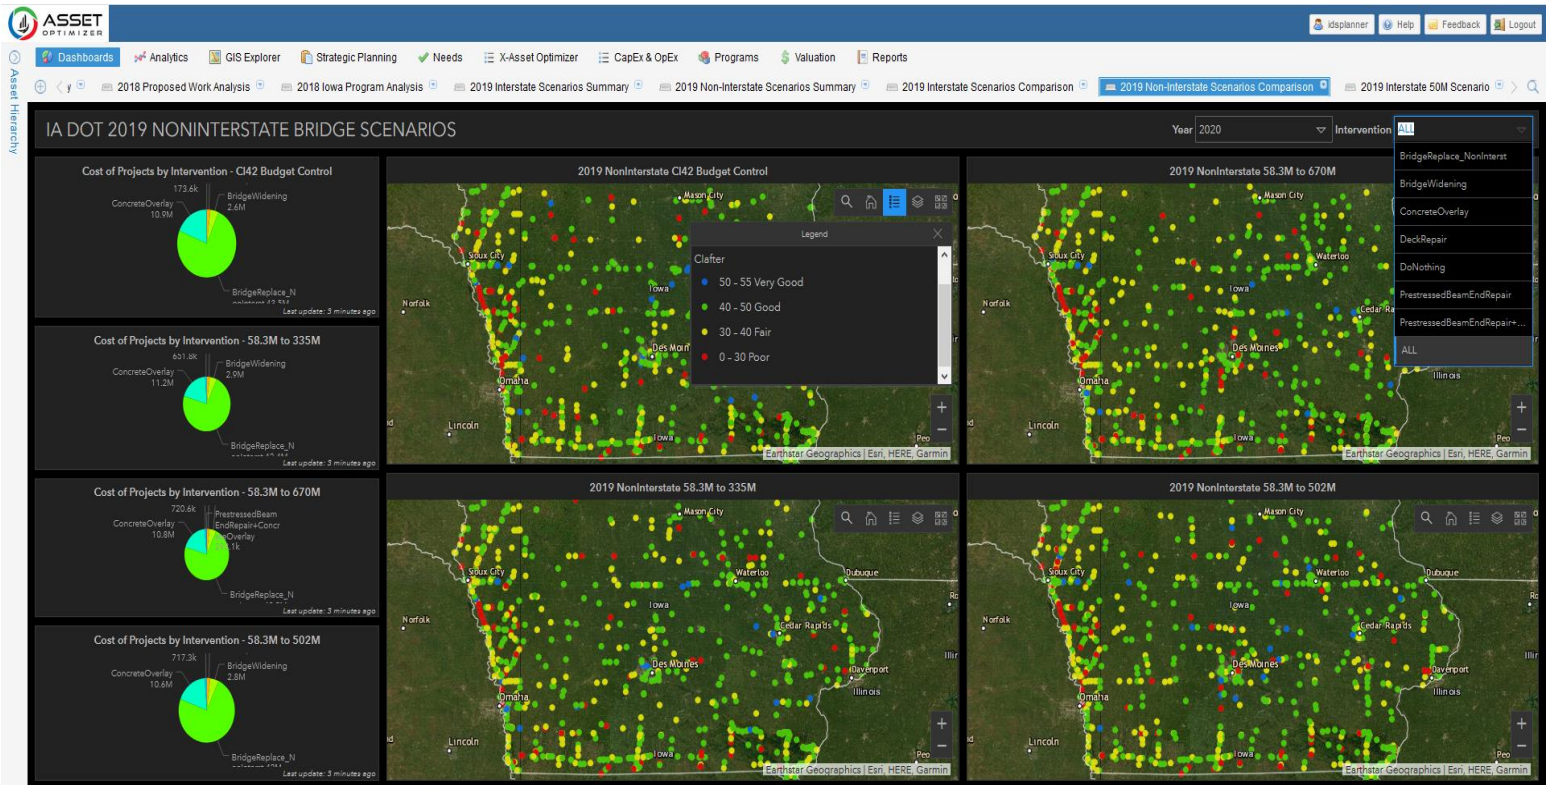 ASSET
OPTIMIZER
idsplanner Help Feedback Logout
Dashboards Analytics GIS Explorer Strategic Planning Needs X-Asset Optimizer CapEx & OpEx Programs Valuation Reports
Asset Hierarchy
y 2018 Proposed Work Analysis 2018 Iowa Program Analysis 2019 Interstate Scenarios Summary 2019 Non-Interstate Scenarios Summary 2019 Interstate Scenarios Comparison 2019 Non-Interstate Scenarios Comparison 2019 Interstate 50M Scenario
IA DOT 2019 NONINTERSTATE BRIDGE SCENARIOS
Year 2020 Intervention ALL
BridgeReplace_NonInterst
BridgeWidening
ConcreteOverlay
DeckRepair
DoNothing
PrestressedBeamEndRepair
PrestressedBeamEndRepair+...
ALL
Cost of Projects by Intervention - CI42 Budget Control
173.6k
BridgeWidening
2.6M
ConcreteOverlay
10.9M
BridgeReplace_N
Last update: 3 minutes ago
Cost of Projects by Intervention - 58.3M to 335M
651.8k
BridgeWidening
2.9M
ConcreteOverlay
11.2M
BridgeReplace_N
Last update: 3 minutes ago
Cost of Projects by Intervention - 58.3M to 670M
720.6k
PrestressedBeam
EndRepair+Concr
eteOverlay
ConcreteOverlay
10.8M
BridgeReplace_N
Last update: 3 minutes ago
Cost of Projects by Intervention - 58.3M to 502M
717.3k
BridgeWidening
2.8M
ConcreteOverlay
10.6M
BridgeReplace_N
Last update: 3 minutes ago
2019 NonInterstate CI42 Budget Control
Mason City
Sioux City
Norfolk
Iowa
Des Moin
Omaha
Lincoln
Iowa
Peo
Earthstar Geographics | Esri, HERE, Garmin
Legend
CIafter
50 - 55 Very Good
40 - 50 Good
30 - 40 Fair
0 - 30 Poor
2019 NonInterstate 58.3M to 670M
Mason City
Sioux City
Waterloo
Norfolk
Iowa
Cedar Ra
Des Moines
Omaha
Illinois
Lincoln
Iowa
Peo
Earthstar Geographics | Esri, HERE, Garmin
2019 NonInterstate 58.3M to 335M
Mason City
Sioux City
Waterloo
Dubuque
Ro
Norfolk
Iowa
Cedar Rapids
Illin
Des Moines
Davenport
Omaha
Illinois
Lincoln
Iowa
Peo
Earthstar Geographics | Esri, HERE, Garmin
2019 NonInterstate 58.3M to 502M
Mason City
Sioux City
Waterloo
Dubuque
Ro
Norfolk
Iowa
Cedar Rapids
Illin
Des Moines
Davenport
Omaha
Illinois
Lincoln
Iowa
Peo
Earthstar Geographics | Esri, HERE, Garmin